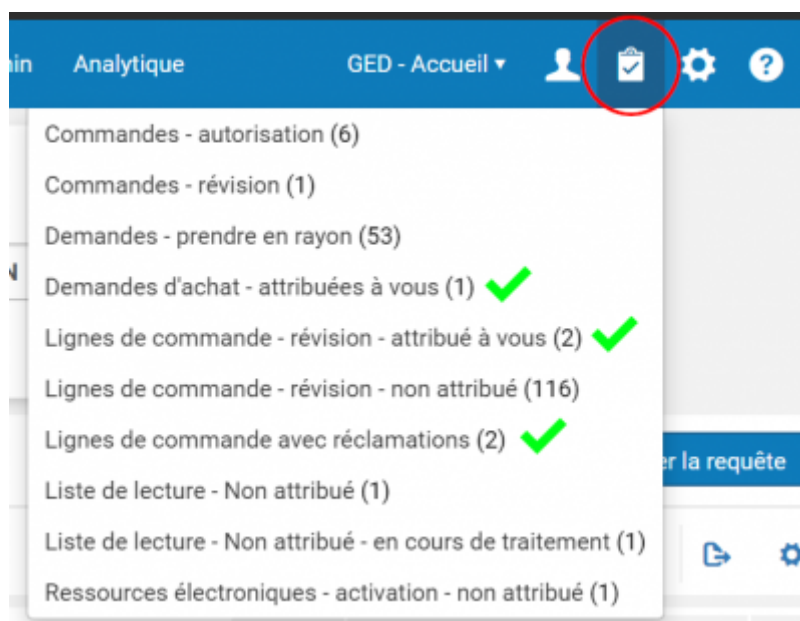 Analytique GED - Accueil
Commandes - autorisation (6)
Commandes - révision (1)
Demandes - prendre en rayon (53)
Demandes d'achat - attribuées à vous (1)
Lignes de commande - révision - attribué à vous (2)
Lignes de commande - révision - non attribué (116)
Lignes de commande avec réclamations (2)
la requête
Liste de lecture - Non attribué (1)
Liste de lecture - Non attribué - en cours de traitement (1)
Ressources électroniques - activation - non attribué (1)